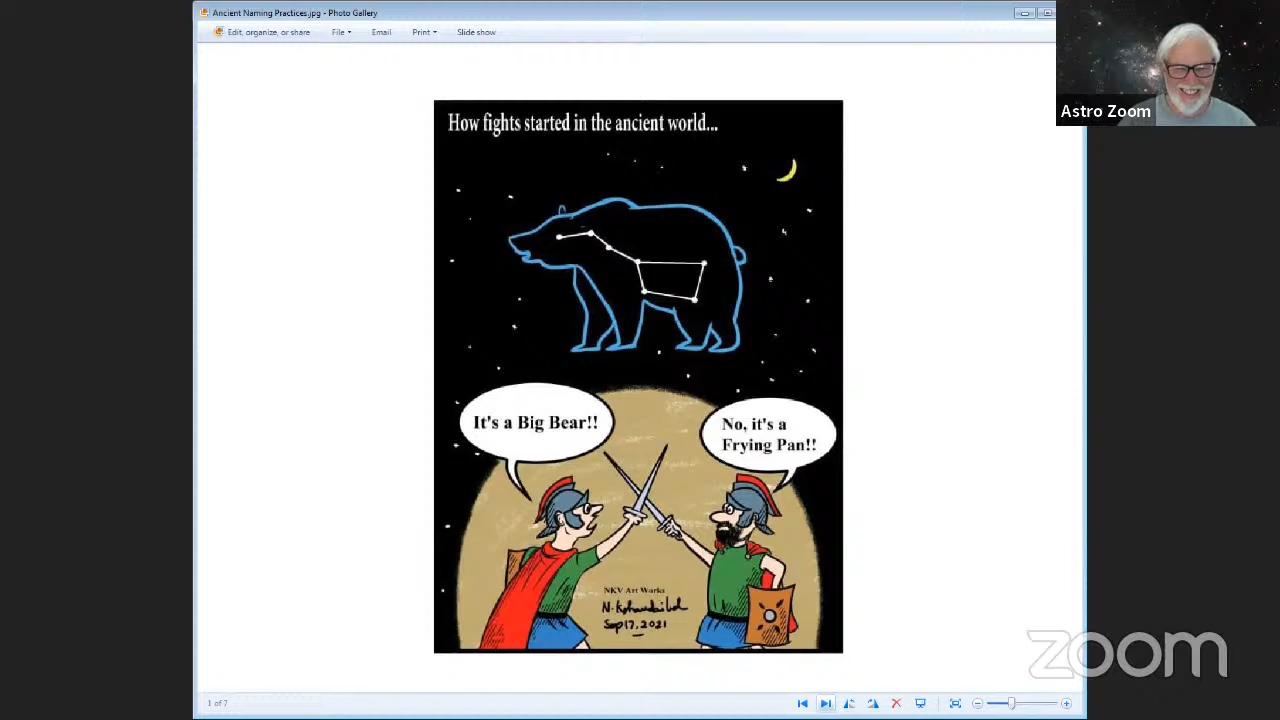 Ancient Naming Practices.jpg - Photo Gallery
Edit, organize, or share File Email Print Slide show
Astro Zoom
How fights started in the ancient world...
It's a Big Bear!!
No, it's a
Frying Pan!!
NKV Art Works
Sep 17, 2021
zoom
1 of 7